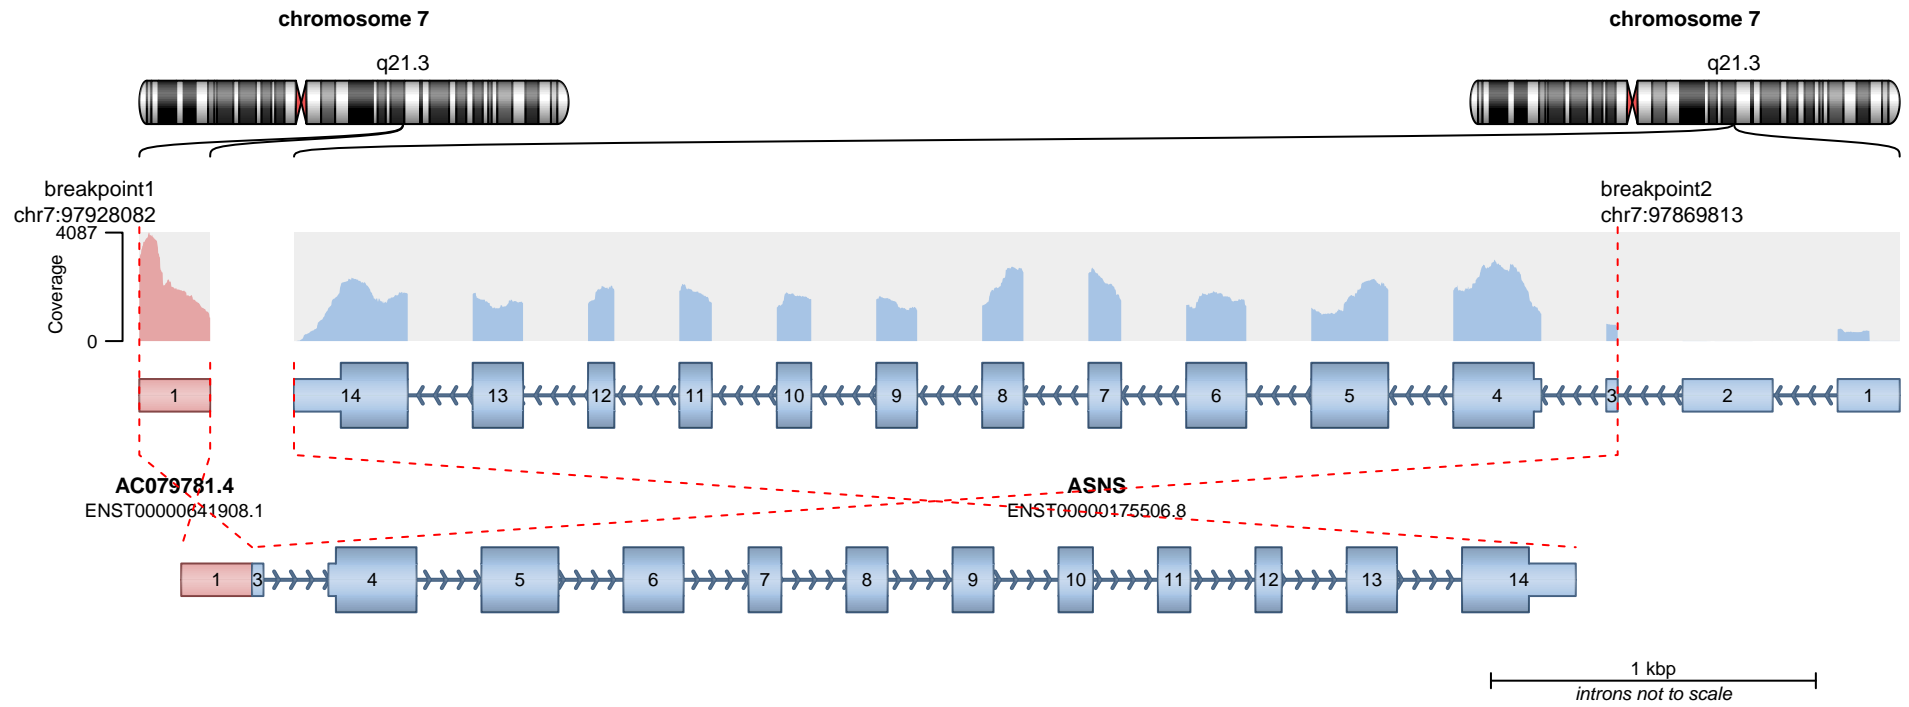 chromosome 7
chromosome 7
q21.3
q21.3
breakpoint1
chr7:97928082
breakpoint2
chr7:97869813
4087
Coverage
0
1
14 13 12 11 10 9 8 7 6 5 4 3 2 1
AC079781.4
ENST00000641908.1
ASNS
ENST00000175506.8
1 3 4 5 6 7 8 9 10 11 12 13 14
1 kbp
introns not to scale